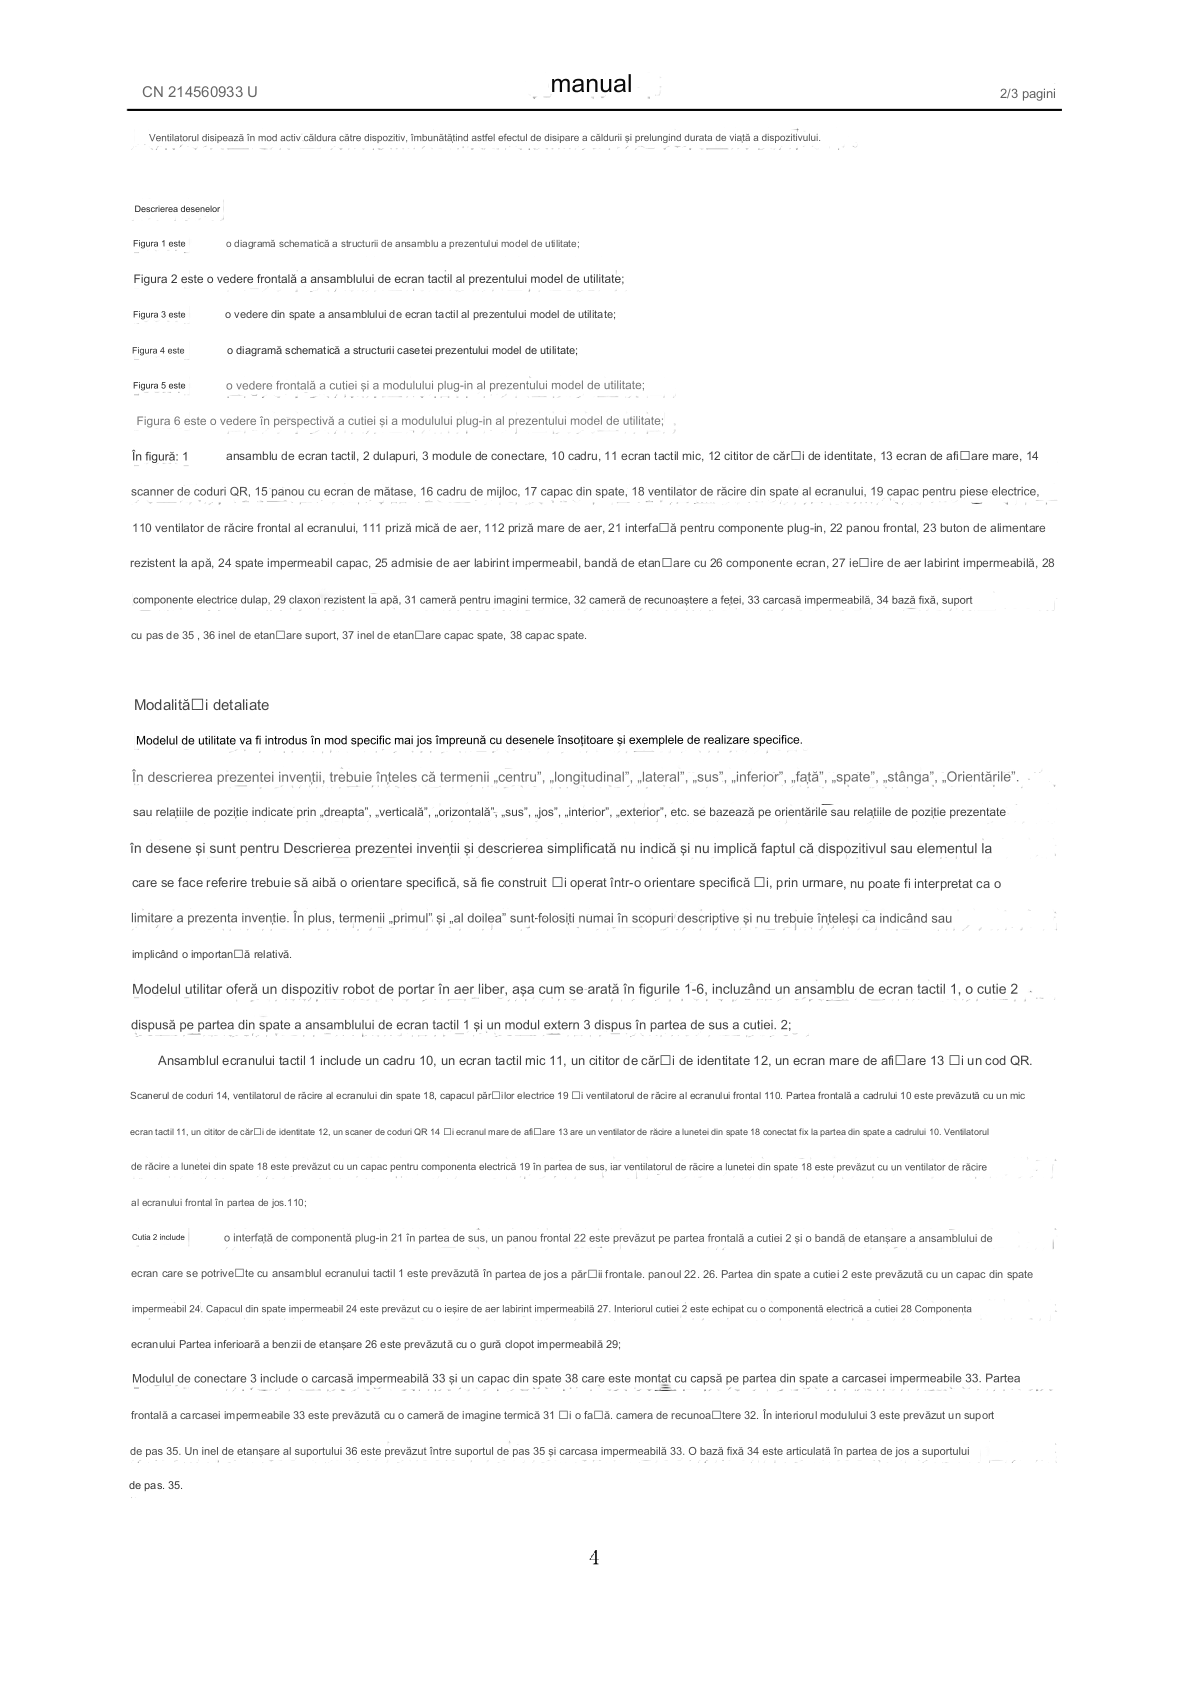 CN 214560933 U
manual
2/3 pagini
Ventilatorul disipează în mod activ căldura către dispozitiv, îmbunătățind astfel efectul de disipare a căldurii și prelungind durata de viață a dispozitivului.
Descrierea desenelor
Figura 1 este o diagramă schematică a structurii de ansamblu a prezentului model de utilitate;
Figura 2 este o vedere frontală a ansamblului de ecran tactil al prezentului model de utilitate;
Figura 3 este o vedere din spate a ansamblului de ecran tactil al prezentului model de utilitate;
Figura 4 este o diagramă schematică a structurii casetei prezentului model de utilitate;
Figura 5 este o vedere frontală a cutiei și a modulului plug-in al prezentului model de utilitate;
Figura 6 este o vedere în perspectivă a cutiei și a modulului plug-in al prezentului model de utilitate;
În figură: 1 ansamblu de ecran tactil, 2 dulapuri, 3 module de conectare, 10 cadru, 11 ecran tactil mic, 12 cititor de căr□i de identitate, 13 ecran de afi□are mare, 14
scanner de coduri QR, 15 panou cu ecran de mătase, 16 cadru de mijloc, 17 capac din spate, 18 ventilator de răcire din spate al ecranului, 19 capac pentru piese electrice,
110 ventilator de răcire frontal al ecranului, 111 priză mică de aer, 112 priză mare de aer, 21 interfa□ă pentru componente plug-in, 22 panou frontal, 23 buton de alimentare
rezistent la apă, 24 spate impermeabil capac, 25 admisie de aer labirint impermeabil, bandă de etan□are cu 26 componente ecran, 27 ie□ire de aer labirint impermeabilă, 28
componente electrice dulap, 29 claxon rezistent la apă, 31 cameră pentru imagini termice, 32 cameră de recunoaștere a feței, 33 carcasă impermeabilă, 34 bază fixă, suport
cu pas de 35 , 36 inel de etan□are suport, 37 inel de etan□are capac spate, 38 capac spate.
Modalită□i detaliate
Modelul de utilitate va fi introdus în mod specific mai jos împreună cu desenele însoțitoare și exemplele de realizare specifice.
În descrierea prezentei invenții, trebuie înțeles că termenii „centru”, „longitudinal”, „lateral”, „sus”, „inferior”, „față”, „spate”, „stânga”, „Orientările”.
sau relațiile de poziție indicate prin „dreapta”, „verticală”, „orizontală”, „sus”, „jos”, „interior”, „exterior”, etc. se bazează pe orientările sau relațiile de poziție prezentate
în desene și sunt pentru Descrierea prezentei invenții și descrierea simplificată nu indică și nu implică faptul că dispozitivul sau elementul la
care se face referire trebuie să aibă o orientare specifică, să fie construit □i operat într-o orientare specifică □i, prin urmare, nu poate fi interpretat ca o
limitare a prezenta invenție. În plus, termenii „primul” și „al doilea” sunt folosiți numai în scopuri descriptive și nu trebuie înțeleși ca indicând sau
implicând o importan□ă relativă.
Modelul utilitar oferă un dispozitiv robot de portar în aer liber, așa cum se arată în figurile 1-6, incluzând un ansamblu de ecran tactil 1, o cutie 2
dispusă pe partea din spate a ansamblului de ecran tactil 1 și un modul extern 3 dispus în partea de sus a cutiei. 2;
Ansamblul ecranului tactil 1 include un cadru 10, un ecran tactil mic 11, un cititor de căr□i de identitate 12, un ecran mare de afi□are 13 □i un cod QR.
Scanerul de coduri 14, ventilatorul de răcire al ecranului din spate 18, capacul păr□ilor electrice 19 □i ventilatorul de răcire al ecranului frontal 110. Partea frontală a cadrului 10 este prevăzută cu un mic
ecran tactil 11, un cititor de căr□i de identitate 12, un scaner de coduri QR 14 □i ecranul mare de afi□are 13 are un ventilator de răcire a lunetei din spate 18 conectat fix la partea din spate a cadrului 10. Ventilatorul
de răcire a lunetei din spate 18 este prevăzut cu un capac pentru componenta electrică 19 în partea de sus, iar ventilatorul de răcire a lunetei din spate 18 este prevăzut cu un ventilator de răcire
al ecranului frontal în partea de jos.110;
Cutia 2 include o interfață de componentă plug-in 21 în partea de sus, un panou frontal 22 este prevăzut pe partea frontală a cutiei 2 și o bandă de etanșare a ansamblului de
ecran care se potrive□te cu ansamblul ecranului tactil 1 este prevăzută în partea de jos a păr□ii frontale. panoul 22. 26. Partea din spate a cutiei 2 este prevăzută cu un capac din spate
impermeabil 24. Capacul din spate impermeabil 24 este prevăzut cu o ieșire de aer labirint impermeabilă 27. Interiorul cutiei 2 este echipat cu o componentă electrică a cutiei 28 Componenta
ecranului Partea inferioară a benzii de etanșare 26 este prevăzută cu o gură clopot impermeabilă 29;
Modulul de conectare 3 include o carcasă impermeabilă 33 și un capac din spate 38 care este montat cu capsă pe partea din spate a carcasei impermeabile 33. Partea
frontală a carcasei impermeabile 33 este prevăzută cu o cameră de imagine termică 31 □i o fa□ă. camera de recunoa□tere 32. În interiorul modulului 3 este prevăzut un suport
de pas 35. Un inel de etanșare al suportului 36 este prevăzut între suportul de pas 35 și carcasa impermeabilă 33. O bază fixă 34 este articulată în partea de jos a suportului
de pas. 35.
4